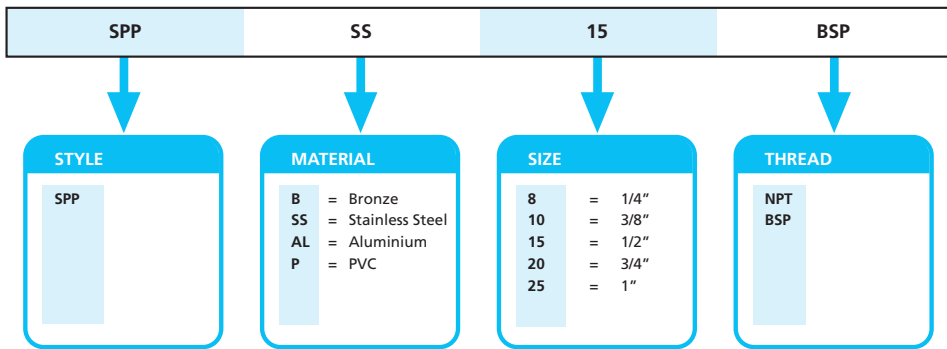 SPP SS 15 BSP
STYLE
SPP
MATERIAL
B = Bronze
SS = Stainless Steel
AL = Aluminium
P = PVC
SIZE
8 = 1/4"
10 = 3/8"
15 = 1/2"
20 = 3/4"
25 = 1"
THREAD
NPT
BSP